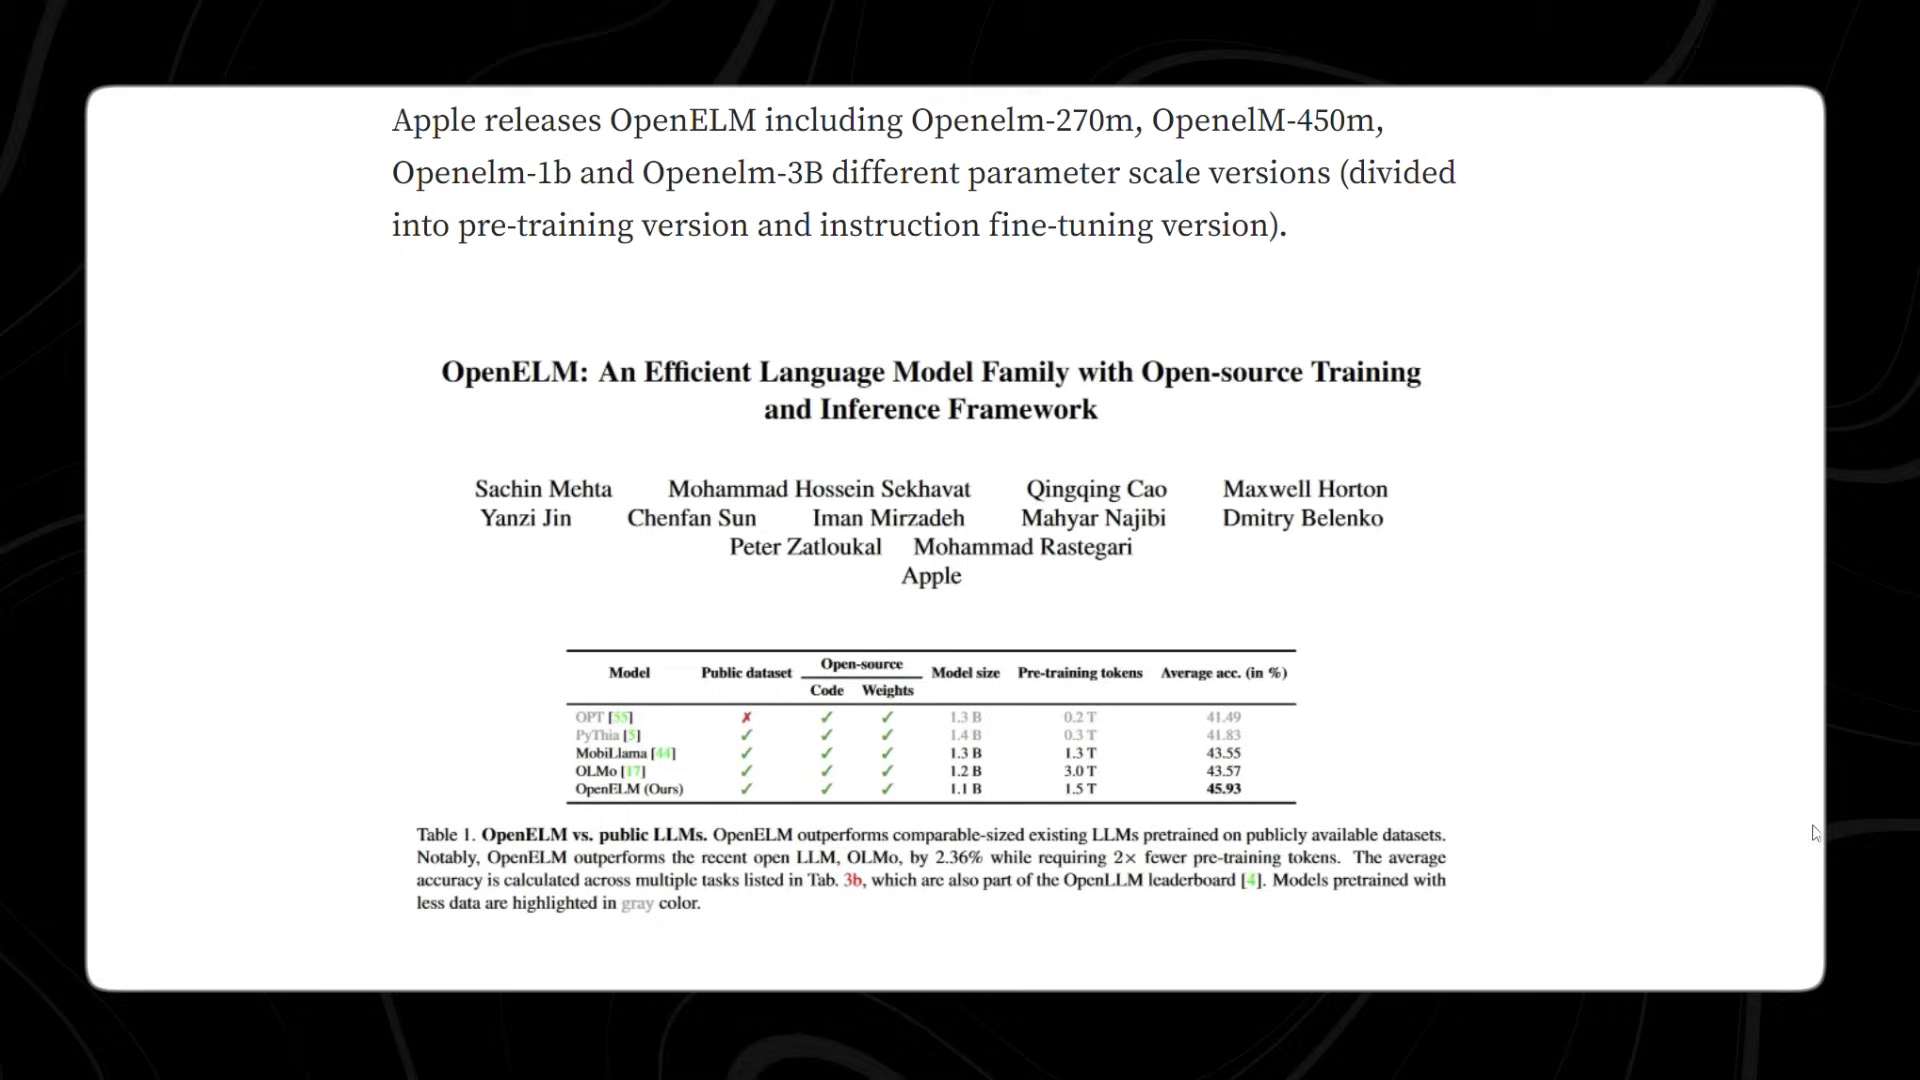 Apple releases OpenELM including Openelm-270m, OpenelM-450m,
Openelm-1b and Openelm-3B different parameter scale versions (divided
into pre-training version and instruction fine-tuning version).
OpenELM: An Efficient Language Model Family with Open-source Training
and Inference Framework
Sachin Mehta Mohammad Hossein Sekhavat Qingqing Cao Maxwell Horton
Yanzi Jin Chenfan Sun Iman Mirzadeh Mahyar Najibi Dmitry Belenko
Peter Zatloukal Mohammad Rastegari
Apple
Model Public dataset Open-source Model size Pre-training tokens Average acc. (in %)
Code Weights
OPT [55] ✗ ✓ ✓ 1.3 B 0.2 T 41.49
PyThia [5] ✓ ✓ ✓ 1.4 B 0.3 T 41.83
MobiLlama [44] ✓ ✓ ✓ 1.3 B 1.3 T 43.55
OLMo [17] ✓ ✓ ✓ 1.2 B 3.0 T 43.57
OpenELM (Ours) ✓ ✓ ✓ 1.1 B 1.5 T 45.93
Table 1. OpenELM vs. public LLMs. OpenELM outperforms comparable-sized existing LLMs pretrained on publicly available datasets.
Notably, OpenELM outperforms the recent open LLM, OLMo, by 2.36% while requiring 2× fewer pre-training tokens. The average
accuracy is calculated across multiple tasks listed in Tab. 3b, which are also part of the OpenLLM leaderboard [4]. Models pretrained with
less data are highlighted in gray color.